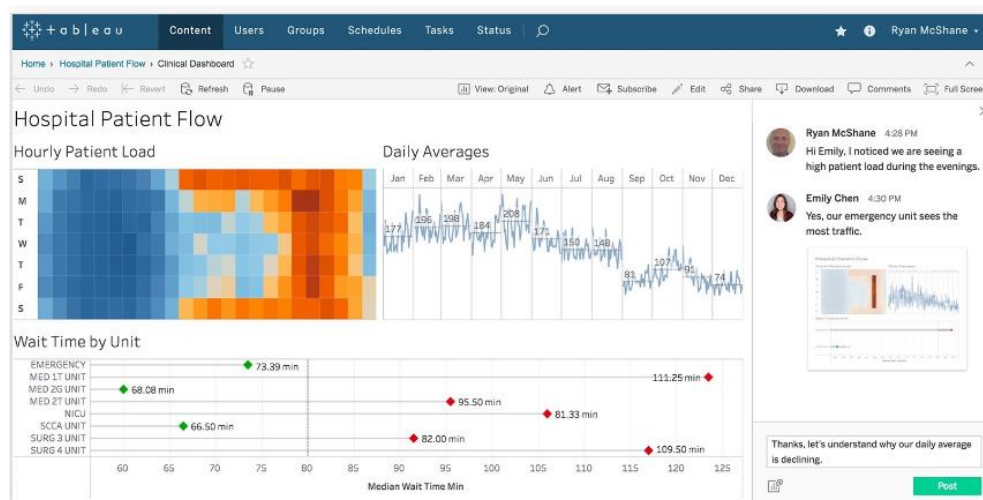 +ableau Content Users Groups Schedules Tasks Status Ryan McShane
Home › Hospital Patient Flow › Clinical Dashboard
Undo Redo Revert Refresh Pause View: Original Alert Subscribe Edit Share Download Comments Full Scree
Hospital Patient Flow
Hourly Patient Load
S
M
T
W
T
F
S
Daily Averages
Jan Feb Mar Apr May Jun Jul Aug Sep Oct Nov Dec
177 196 198 184 208 171 150 148 81 107 91 74
Wait Time by Unit
EMERGENCY 73.39 min
MED 1T UNIT 111.25 min
MED 2G UNIT 68.08 min
MED 2T UNIT 95.50 min
NICU 81.33 min
SCCA UNIT 66.50 min
SURG 3 UNIT 82.00 min
SURG 4 UNIT 109.50 min
60 65 70 75 80 85 90 95 100 105 110 115 120 125
Median Wait Time Min
Ryan McShane 4:28 PM
Hi Emily, I noticed we are seeing a
high patient load during the evenings.
Emily Chen 4:30 PM
Yes, our emergency unit sees the
most traffic.
Hospital Patient Flow
Thanks, let's understand why our daily average
is declining.
Post